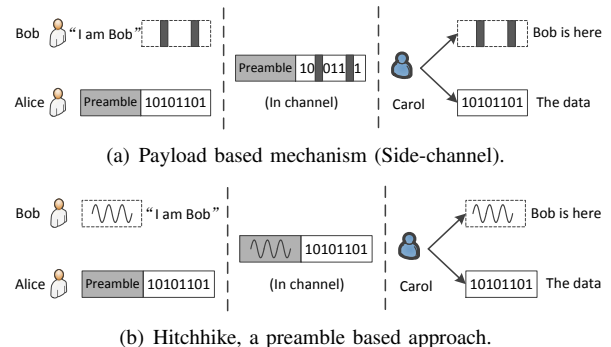 Bob “I am Bob” Bob is here
Preamble 10 011 1
Alice Preamble 10101101 (In channel) Carol 10101101 The data
(a) Payload based mechanism (Side-channel).
Bob “I am Bob” Bob is here
10101101
Alice Preamble 10101101 (In channel) Carol 10101101 The data
(b) Hitchhike, a preamble based approach.